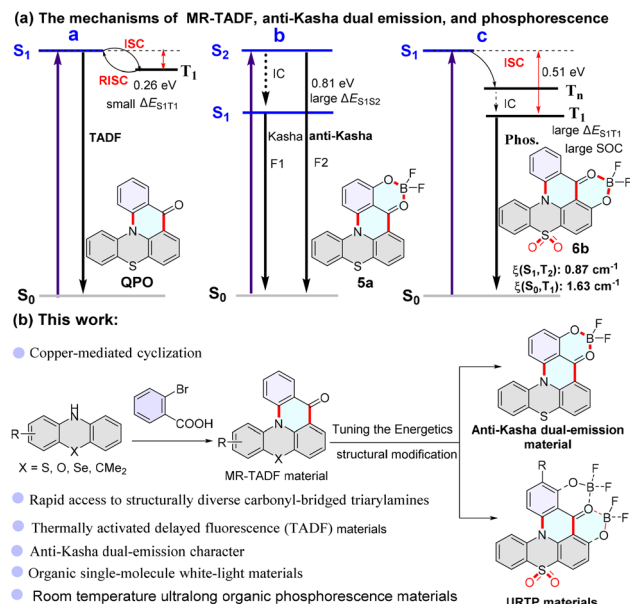 (a) The mechanisms of MR-TADF, anti-Kasha dual emission, and phosphorescence
a
b
c
S1
ISC
RISC
T1
0.26 eV
small ΔES1T1
TADF
N
O
S
QPO
S0
S2
IC
0.81 eV
large ΔES1S2
S1
Kasha
anti-Kasha
F1
F2
O
B
F
F
O
N
S
5a
S0
S1
ISC
0.51 eV
Tn
IC
T1
Phos.
large ΔES1T1
large SOC
O
B
F
F
O
O
N
S
O
O
6b
ξ(S1,T2): 0.87 cm-1
ξ(S0,T1): 1.63 cm-1
(b) This work:
Copper-mediated cyclization
H
N
R
X
X = S, O, Se, CMe2
Br
COOH
O
N
R
X
MR-TADF material
Tuning the Energetics
structural modification
O
B
F
F
O
N
S
Anti-Kasha dual-emission
material
R
O
B
F
F
O
B
F
F
O
N
S
O
O
URTP materials
Rapid access to structurally diverse carbonyl-bridged triarylamines
Thermally activated delayed fluorescence (TADF) materials
Anti-Kasha dual-emission character
Organic single-molecule white-light materials
Room temperature ultralong organic phosphorescence materials